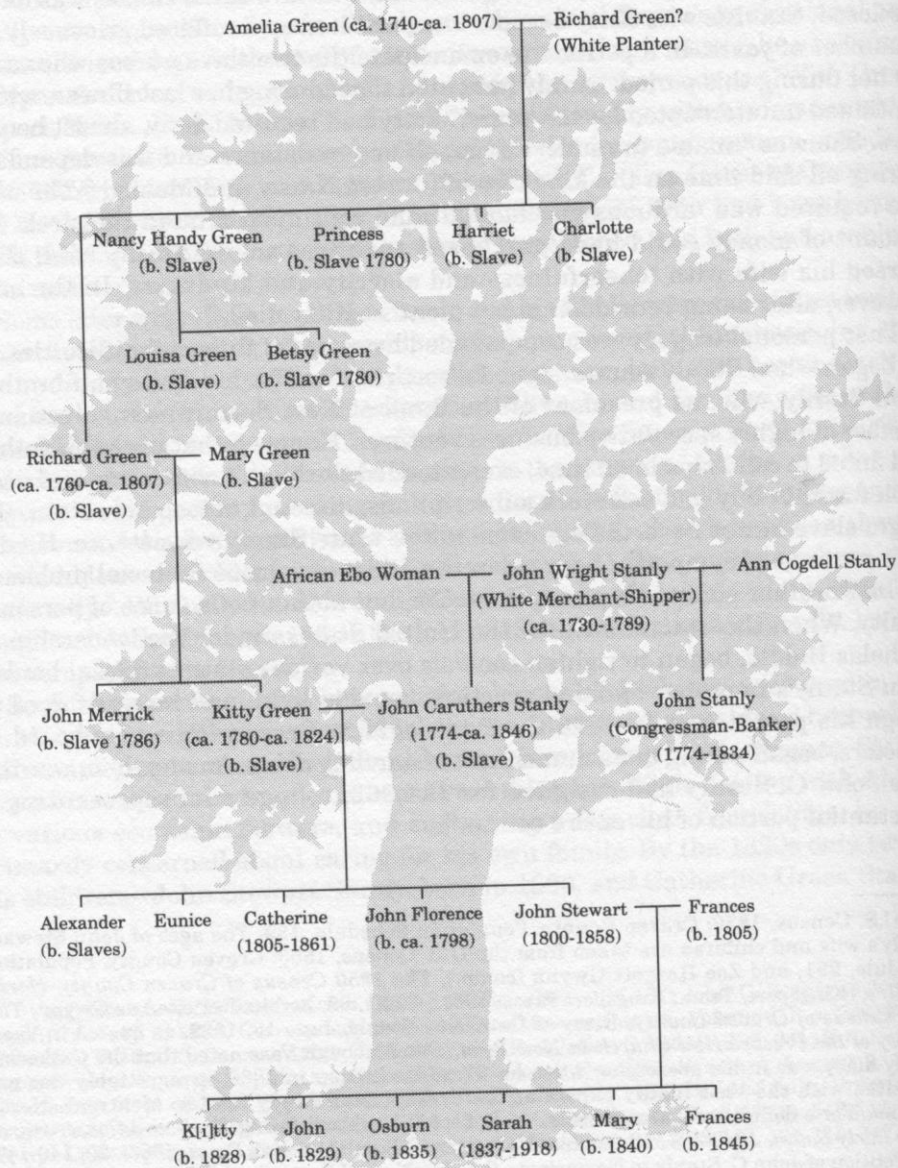 Amelia Green (ca. 1740-ca. 1807)
Richard Green?
(White Planter)
Nancy Handy Green
(b. Slave)
Princess
(b. Slave 1780)
Harriet
(b. Slave)
Charlotte
(b. Slave)
Louisa Green
(b. Slave)
Betsy Green
(b. Slave 1780)
Richard Green
(ca. 1760-ca. 1807)
(b. Slave)
Mary Green
(b. Slave)
African Ebo Woman
John Wright Stanly
(White Merchant-Shipper)
(ca. 1730-1789)
Ann Cogdell Stanly
John Merrick
(b. Slave 1786)
Kitty Green
(ca. 1780-ca. 1824)
(b. Slave)
John Caruthers Stanly
(1774-ca. 1846)
(b. Slave)
John Stanly
(Congressman-Banker)
(1774-1834)
Alexander
(b. Slaves)
Eunice
Catherine
(1805-1861)
John Florence
(b. ca. 1798)
John Stewart
(1800-1858)
Frances
(b. 1805)
K[i]tty
(b. 1828)
John
(b. 1829)
Osburn
(b. 1835)
Sarah
(1837-1918)
Mary
(b. 1840)
Frances
(b. 1845)